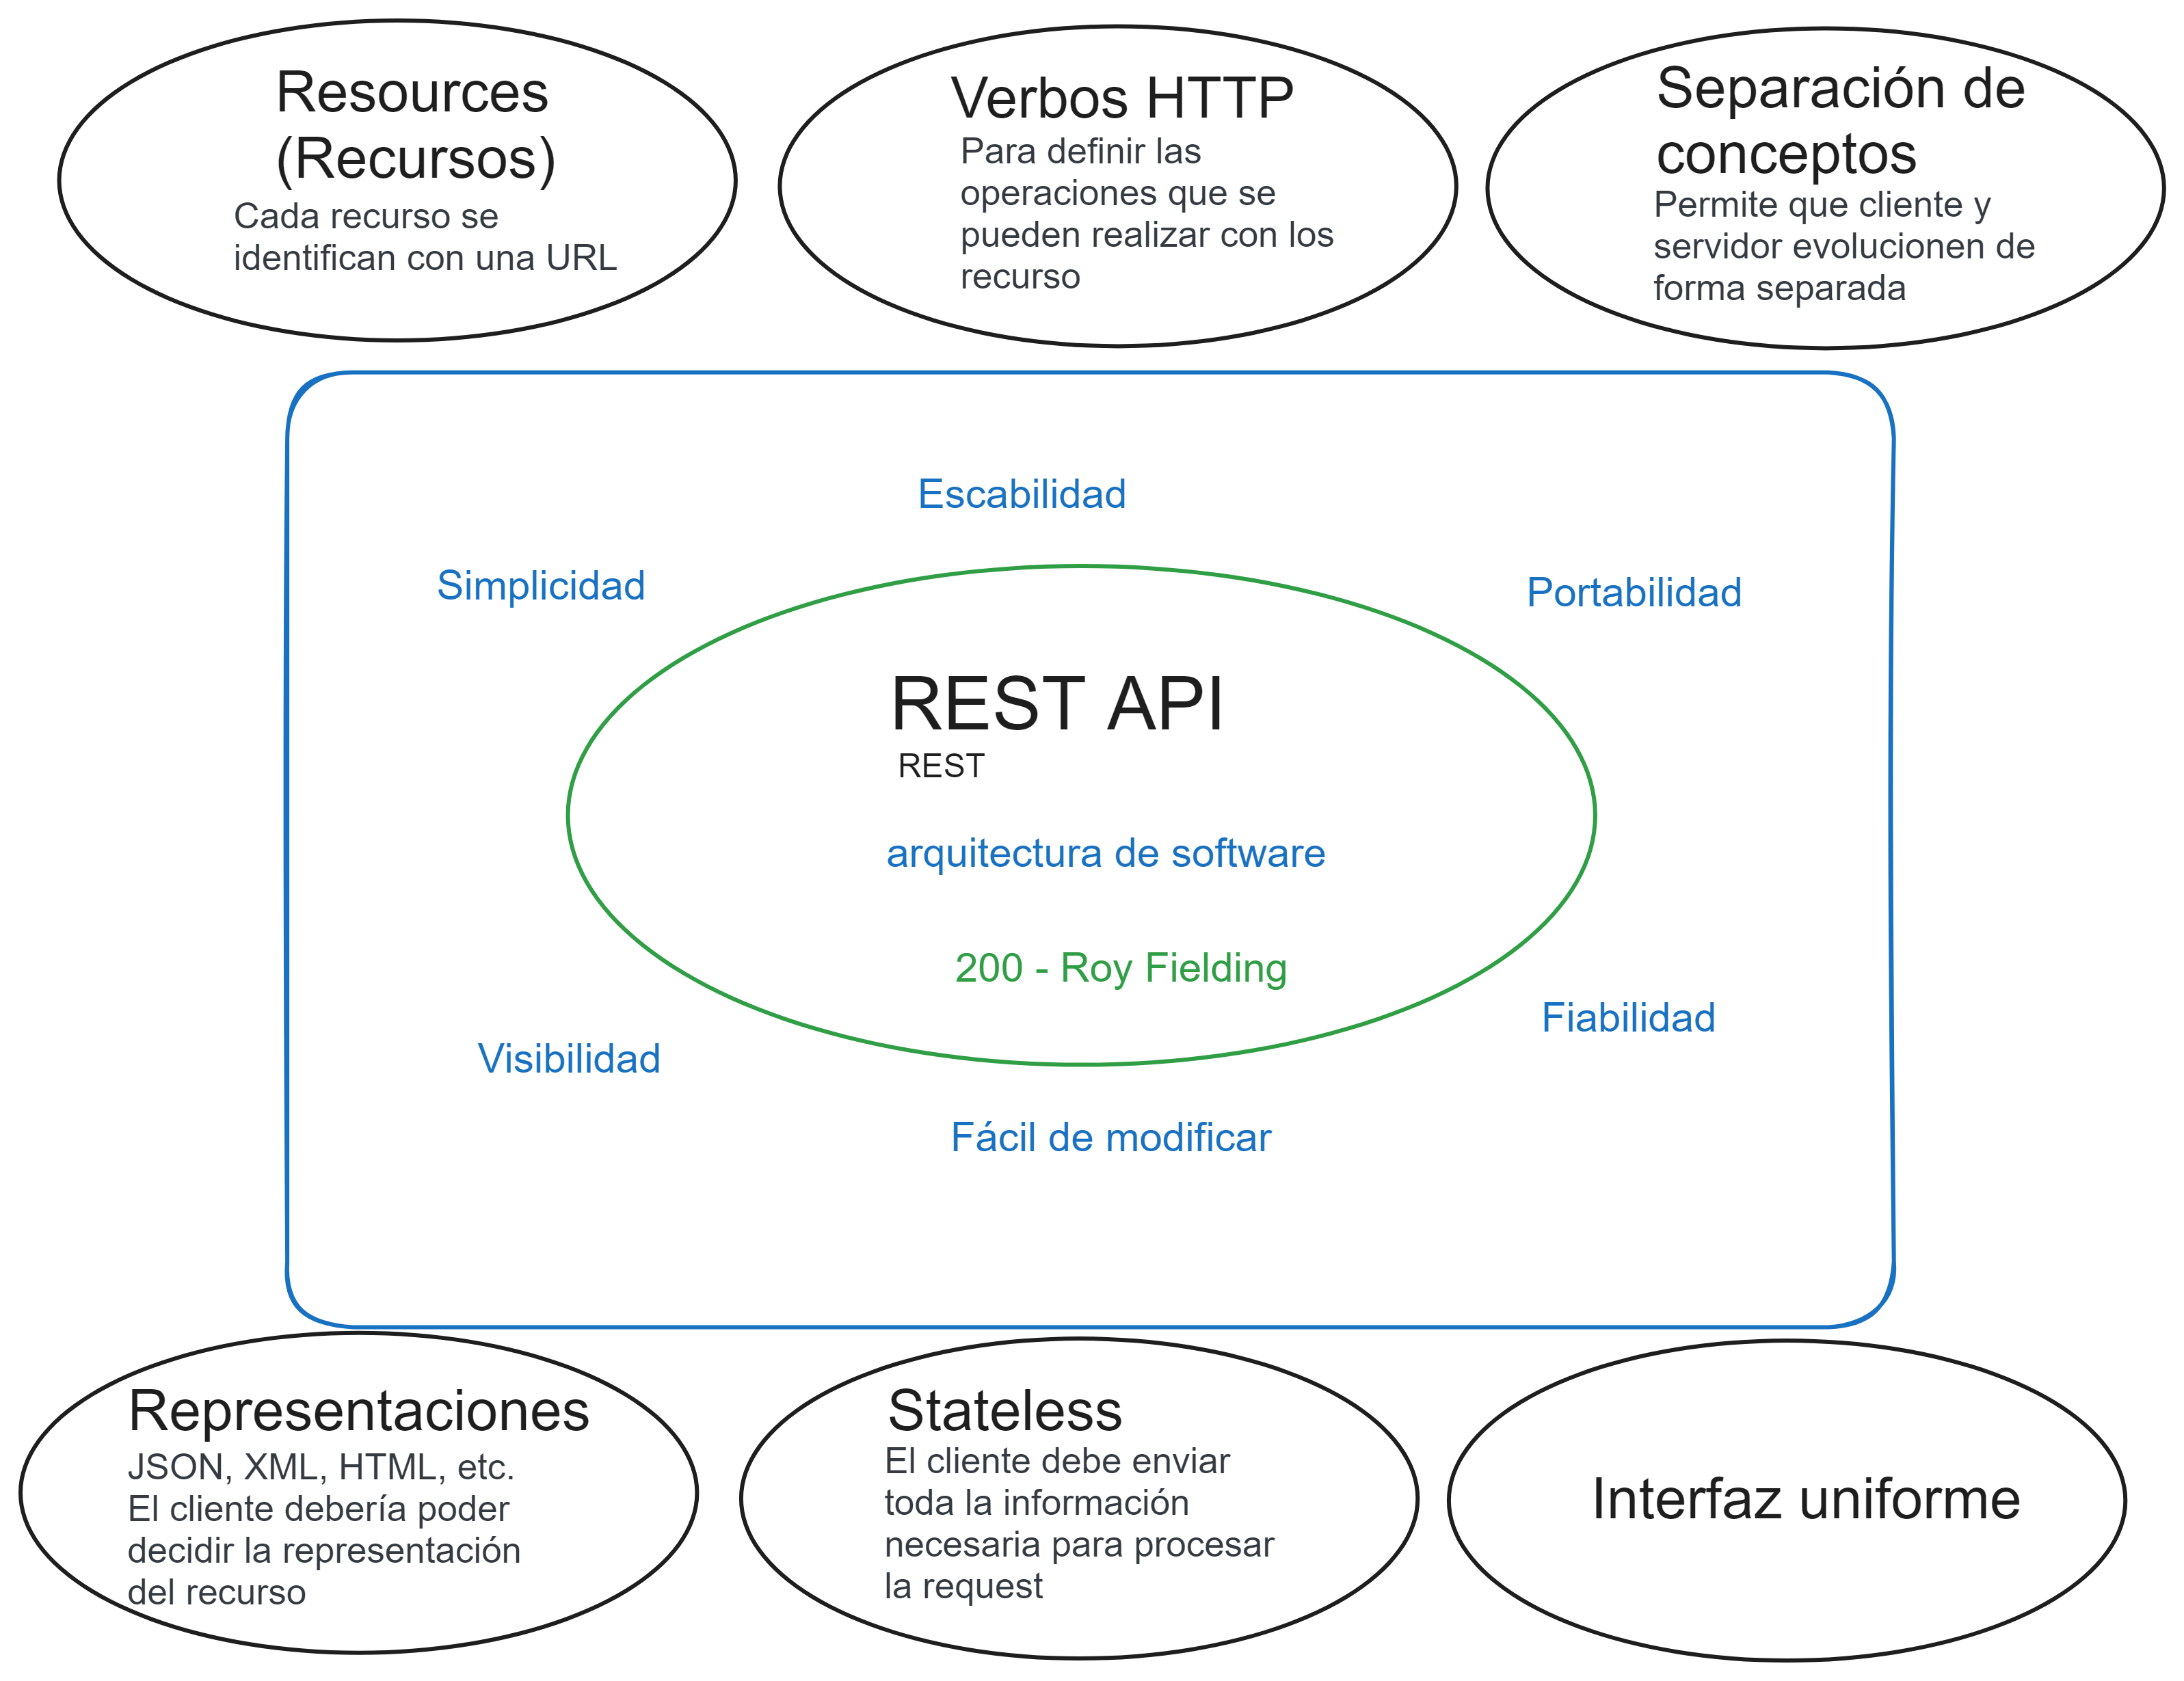 Resources
(Recursos)
Cada recurso se
identifican con una URL
Verbos HTTP
Para definir las
operaciones que se
pueden realizar con los
recurso
Separación de
conceptos
Permite que cliente y
servidor evolucionen de
forma separada
Escabilidad
Simplicidad
Portabilidad
REST API
REST
arquitectura de software
200 - Roy Fielding
Fiabilidad
Visibilidad
Fácil de modificar
Representaciones
JSON, XML, HTML, etc.
El cliente debería poder
decidir la representación
del recurso
Stateless
El cliente debe enviar
toda la información
necesaria para procesar
la request
Interfaz uniforme